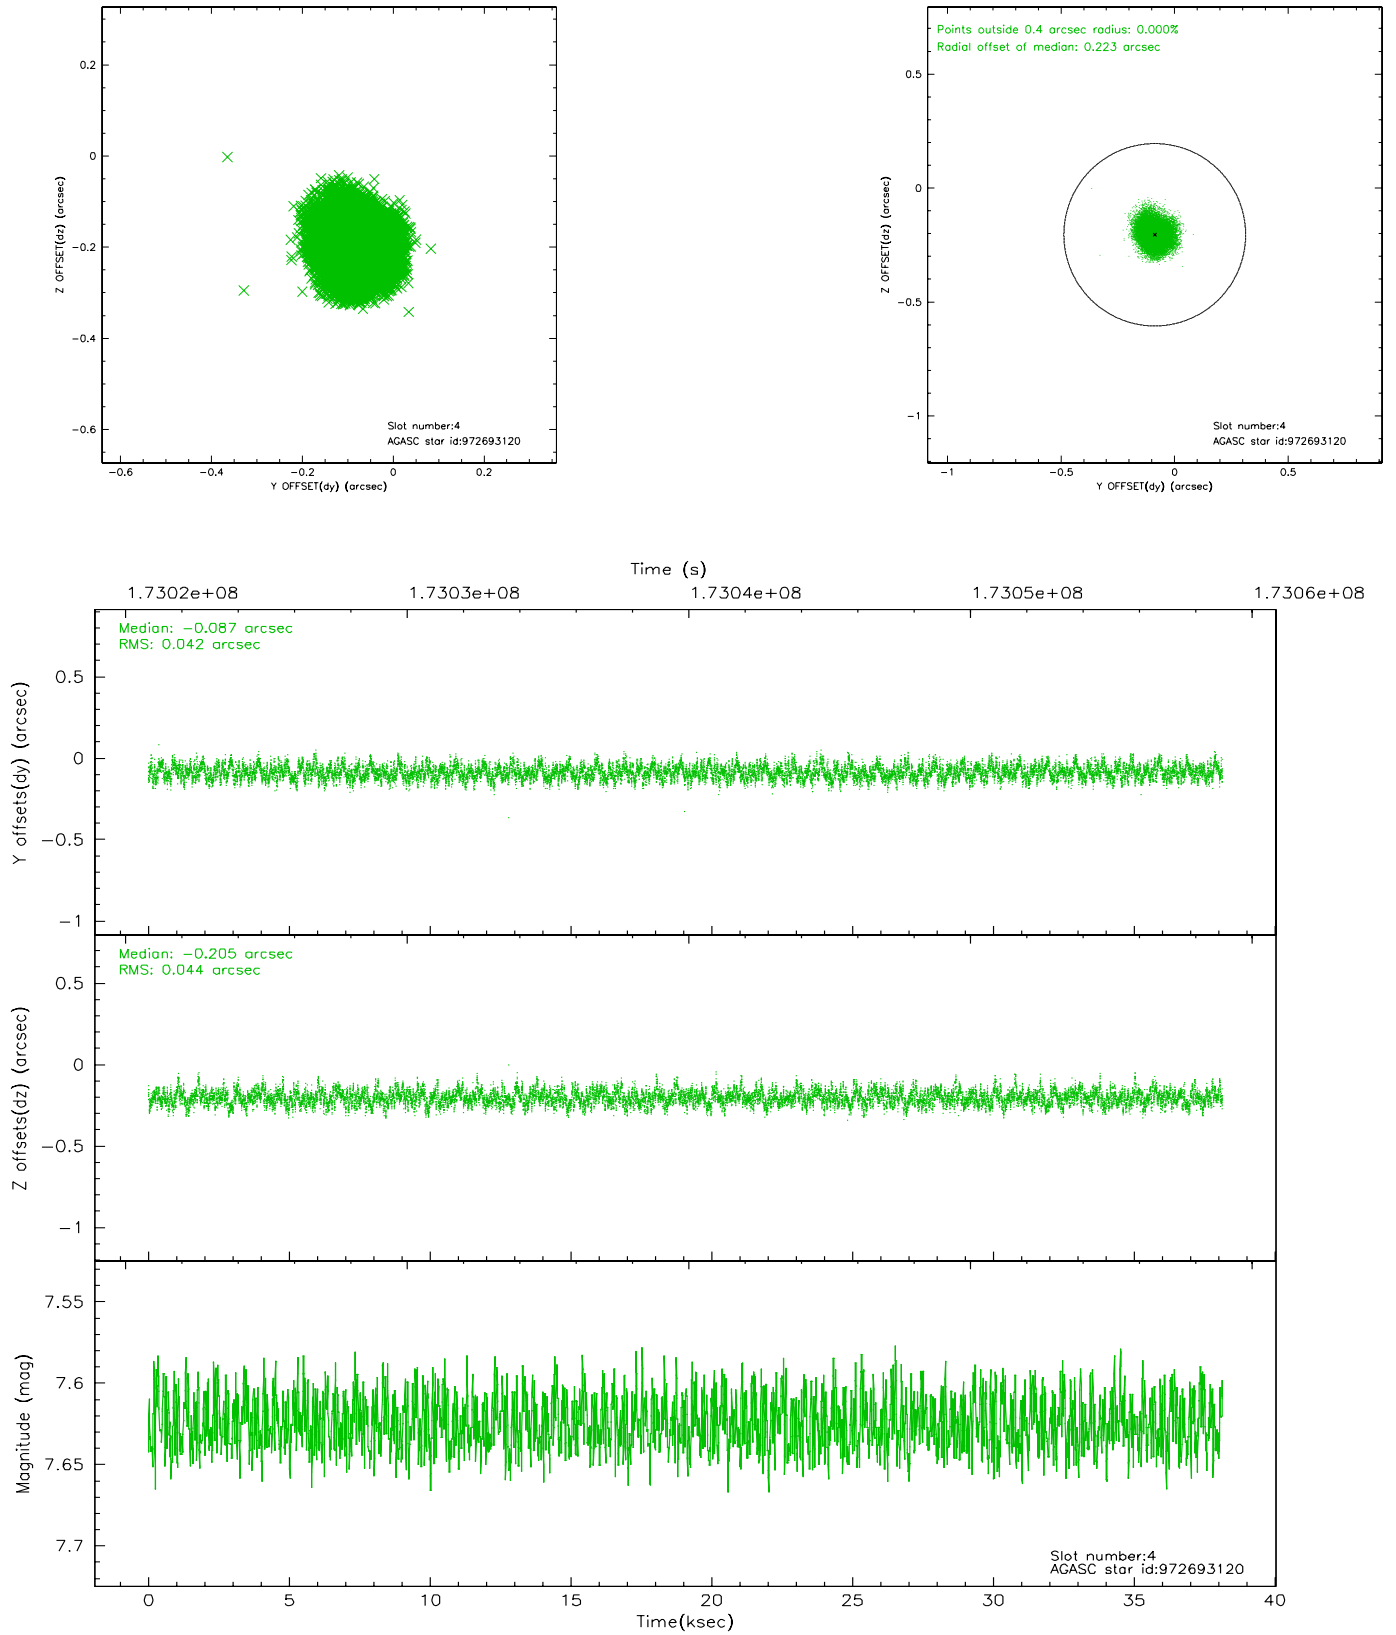 0.2
0
−0.2
−0.4
−0.6
Z OFFSET(dz) (arcsec)
Slot number:4
AGASC star id:972693120
−0.6 −0.4 −0.2 0 0.2
Y OFFSET(dy) (arcsec)
Points outside 0.4 arcsec radius: 0.000%
Radial offset of median: 0.223 arcsec
0.5
0
−0.5
−1
Z OFFSET(dz) (arcsec)
Slot number:4
AGASC star id:972693120
−1 −0.5 0 0.5
Y OFFSET(dy) (arcsec)
Time (s)
1.7302e+08 1.7303e+08 1.7304e+08 1.7305e+08 1.7306e+08
Median: −0.087 arcsec
RMS: 0.042 arcsec
0.5
0
−0.5
−1
Y offsets(dy) (arcsec)
Median: −0.205 arcsec
RMS: 0.044 arcsec
0.5
0
−0.5
−1
Z offsets(dz) (arcsec)
7.55
7.6
7.65
7.7
Magnitude (mag)
Slot number:4
AGASC star id:972693120
0 5 10 15 20 25 30 35 40
Time(ksec)